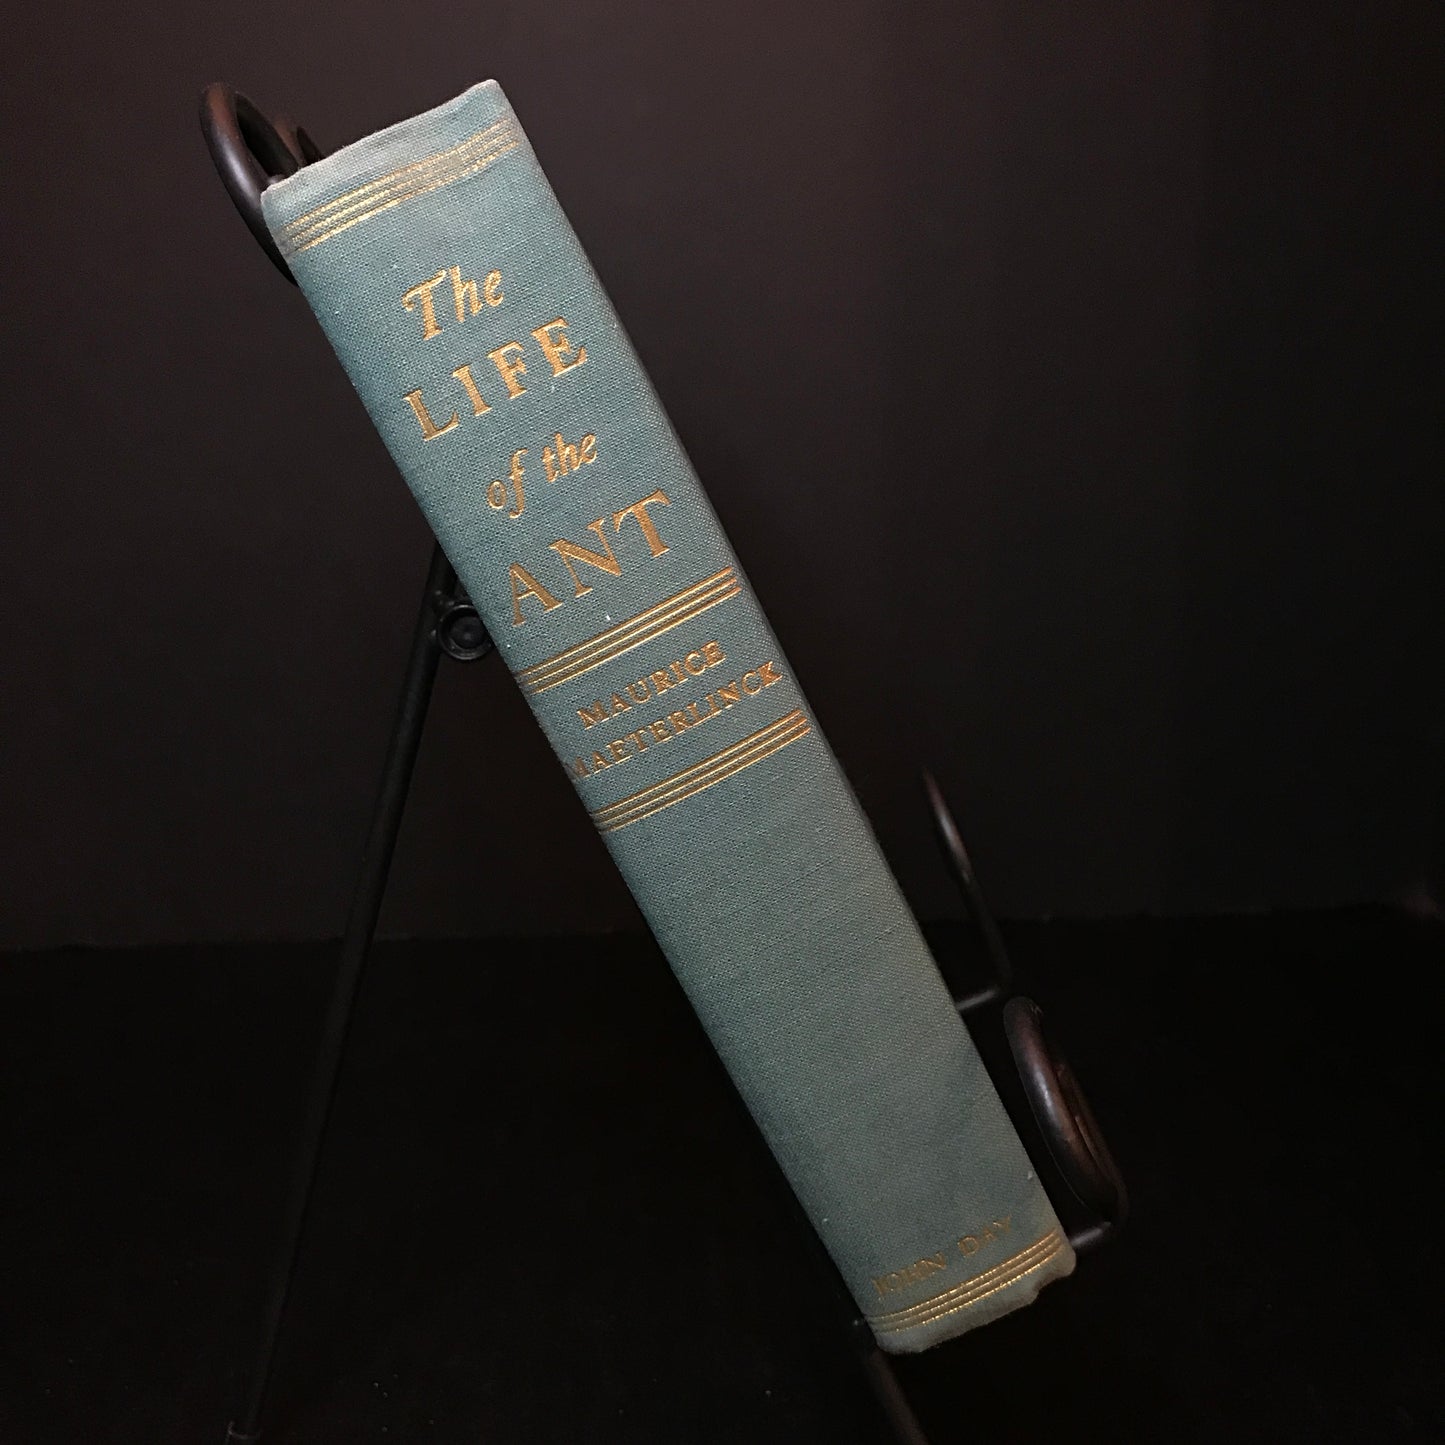 The
LIFE
of the
ANT
MAURICE
MAETERLINCK
JOHN DAY